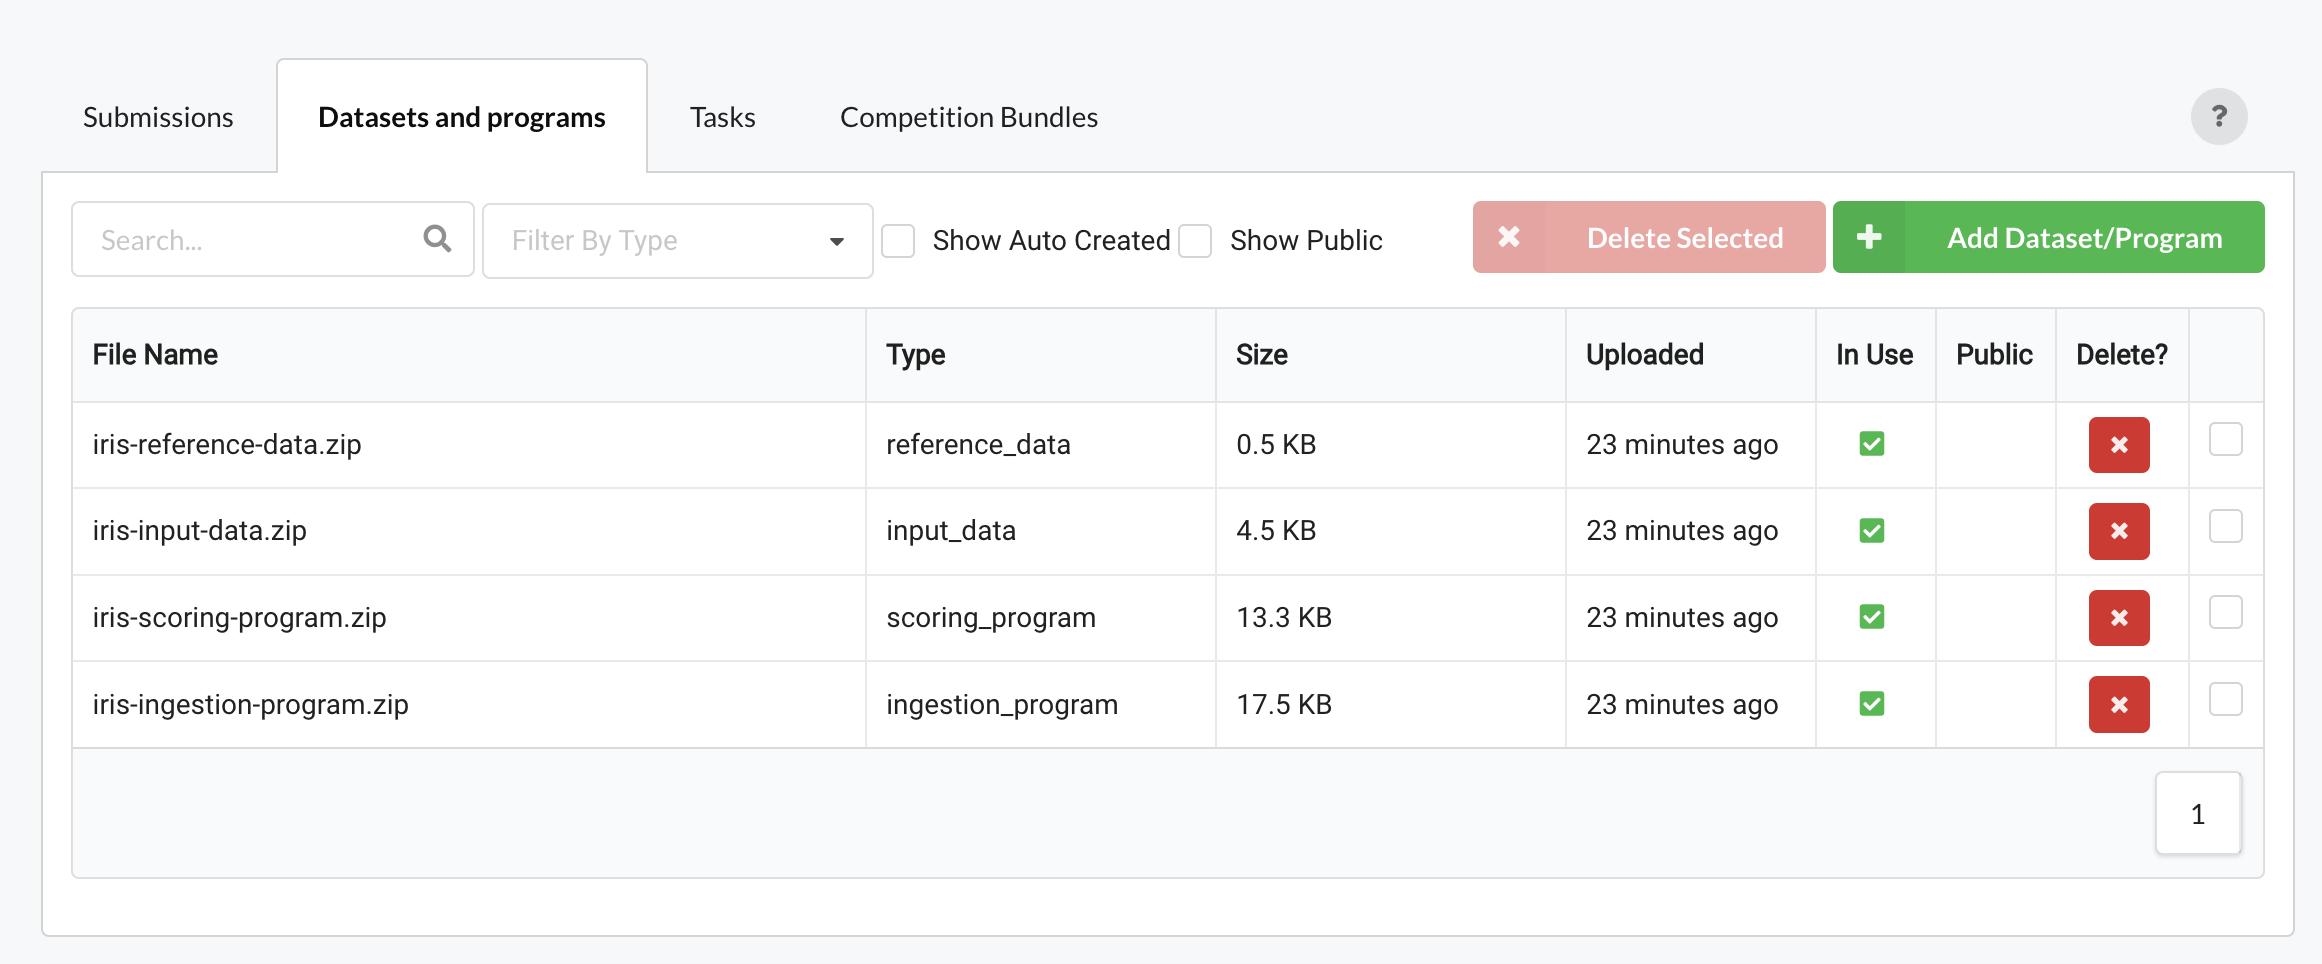 Submissions
Datasets and programs
Tasks
Competition Bundles
?
Search...
Filter By Type
Show Auto Created
Show Public
Delete Selected
Add Dataset/Program
File Name Type Size Uploaded In Use Public Delete?
iris-reference-data.zip reference_data 0.5 KB 23 minutes ago
iris-input-data.zip input_data 4.5 KB 23 minutes ago
iris-scoring-program.zip scoring_program 13.3 KB 23 minutes ago
iris-ingestion-program.zip ingestion_program 17.5 KB 23 minutes ago
1